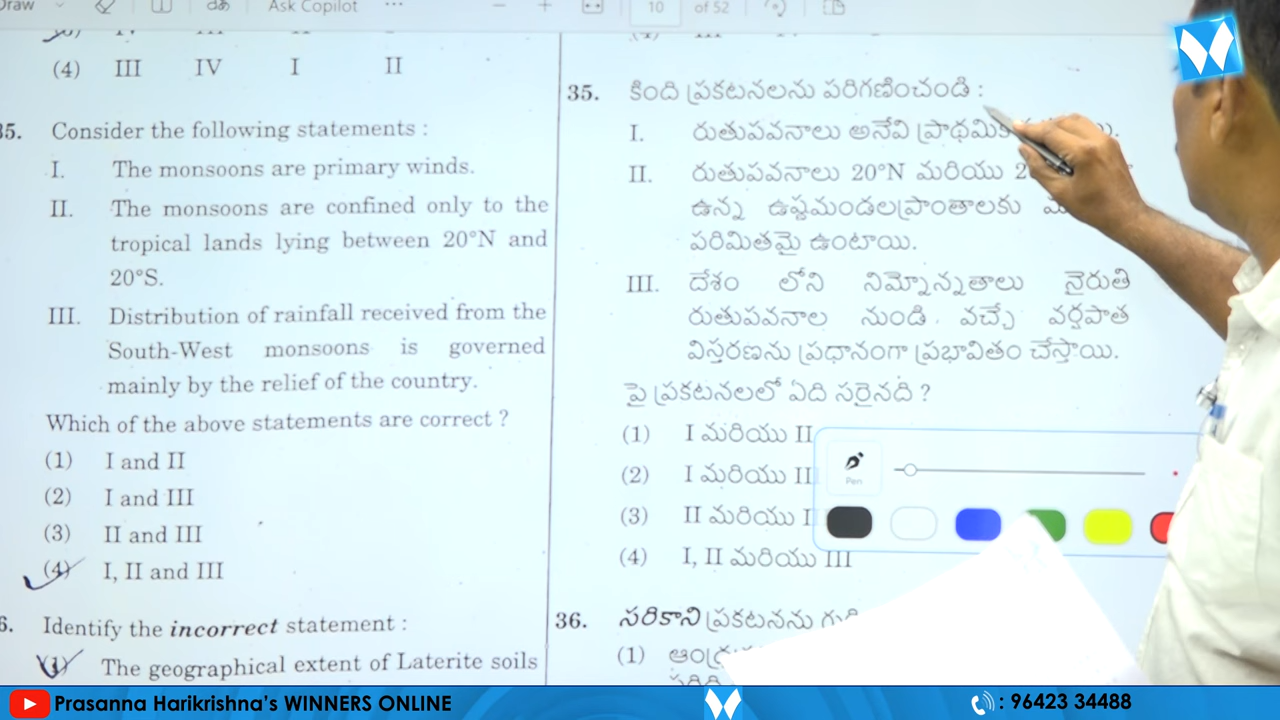 Draw
Ask Copilot
10 of 52
(4) III IV I II
35. Consider the following statements :
I. The monsoons are primary winds.
II. The monsoons are confined only to the
tropical lands lying between 20°N and
20°S.
III. Distribution of rainfall received from the
South-West monsoons is governed
mainly by the relief of the country.
Which of the above statements are correct ?
(1) I and II
(2) I and III
(3) II and III
(4) I, II and III
6. Identify the incorrect statement :
(1) The geographical extent of Laterite soils
35. కింది ప్రకటనలను పరిగణించండి :
I. రుతుపవనాలు అనేవి
II. రుతుపవనాలు 20°N మరియు
ఉన్న ఉష్ణమండలప్రాంతాలకు
పరిమితమై ఉంటాయి.
III. దేశం లోని నిమ్నోన్నతాలు నైరుతి
రుతుపవనాల నుండి వచ్చే వర్షపాత
విస్తరణను ప్రధానంగా ప్రభావితం చేస్తాయి.
పై ప్రకటనలలో ఏది సరైనది ?
(1) I మరియు II
(2) I మరియు
(3) II మరియు
(4) I, II మరియు III
Pen
36. సరికాని ప్రకటనను
(1)
Prasanna Harikrishna's WINNERS ONLINE
: 96423 34488